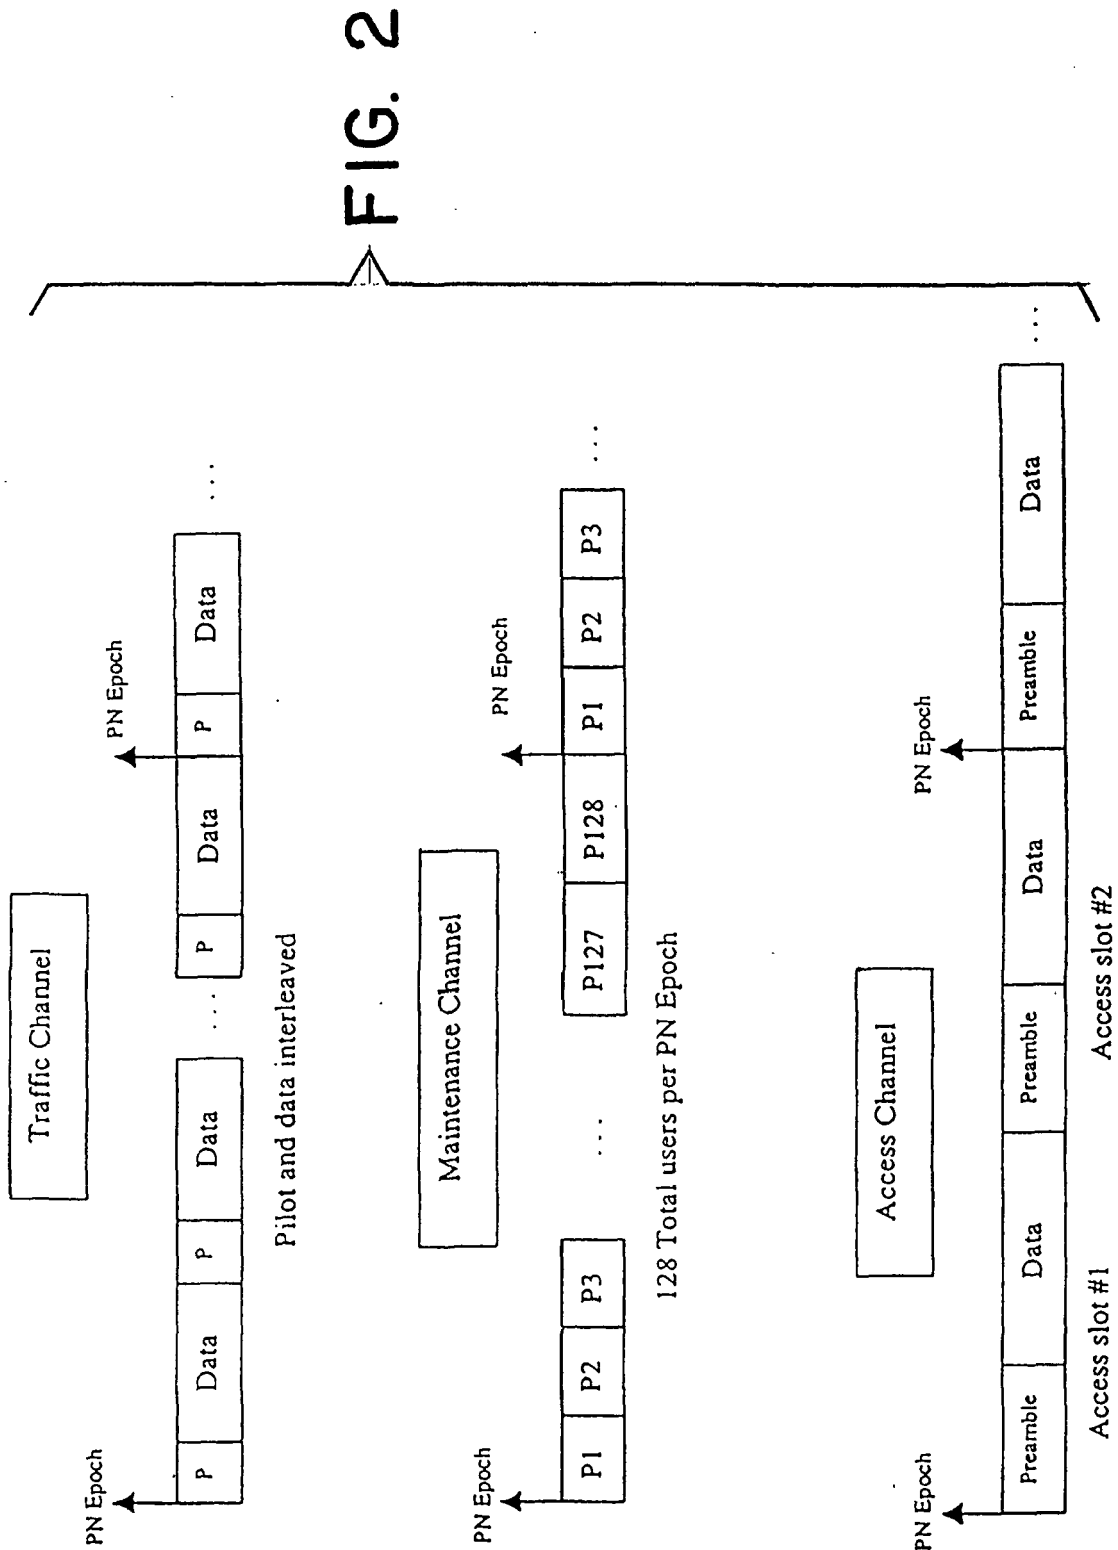 Traffic Channel
PN Epoch
PN Epoch
P Data P Data ... P Data P Data ...
Pilot and data interleaved
Maintenance Channel
PN Epoch
PN Epoch
P1 P2 P3 ... P127 P128 P1 P2 P3 ...
128 Total users per PN Epoch
Access Channel
PN Epoch
PN Epoch
Preamble Data Preamble Data Preamble Data ...
Access slot #1 Access slot #2
FIG. 2